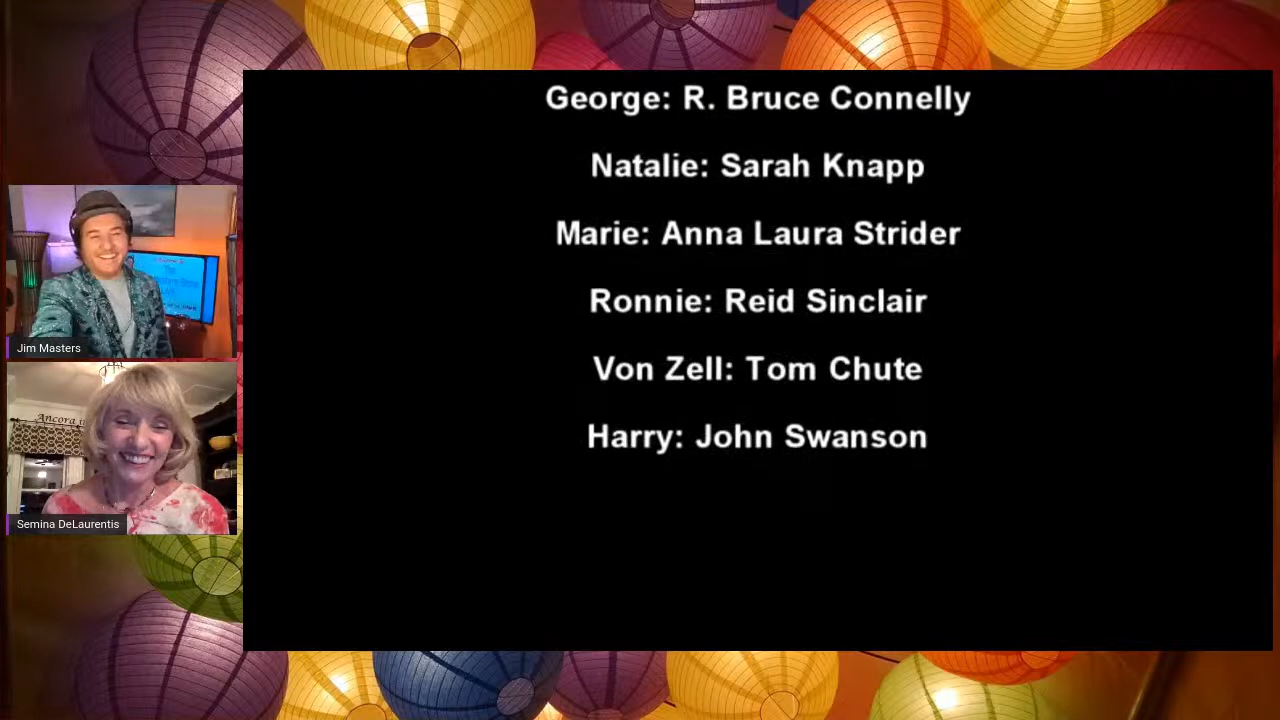 George: R. Bruce Connelly
Natalie: Sarah Knapp
Marie: Anna Laura Strider
Ronnie: Reid Sinclair
Von Zell: Tom Chute
Harry: John Swanson
Jim Masters
Ancora
Semina DeLaurentis